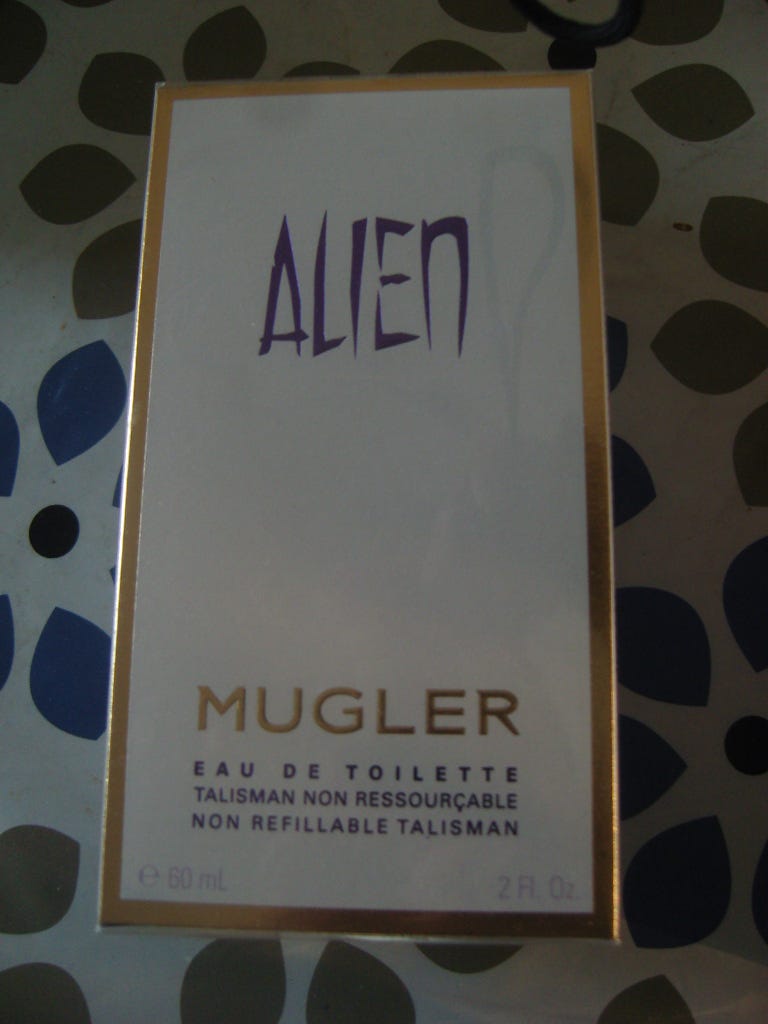 ALIEN
MUGLER
EAU DE TOILETTE
TALISMAN NON RESSOURÇABLE
NON REFILLABLE TALISMAN
℮ 60 mL 2 Fl. Oz.